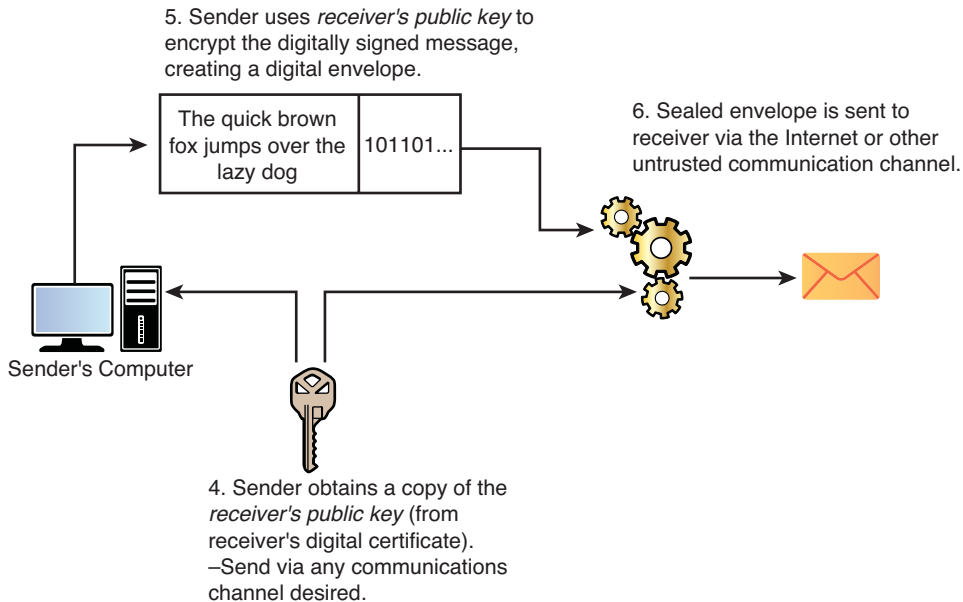 5. Sender uses receiver's public key to
encrypt the digitally signed message,
creating a digital envelope.
The quick brown
fox jumps over the
lazy dog
101101...
6. Sealed envelope is sent to
receiver via the Internet or other
untrusted communication channel.
Sender's Computer
4. Sender obtains a copy of the
receiver's public key (from
receiver's digital certificate).
–Send via any communications
channel desired.